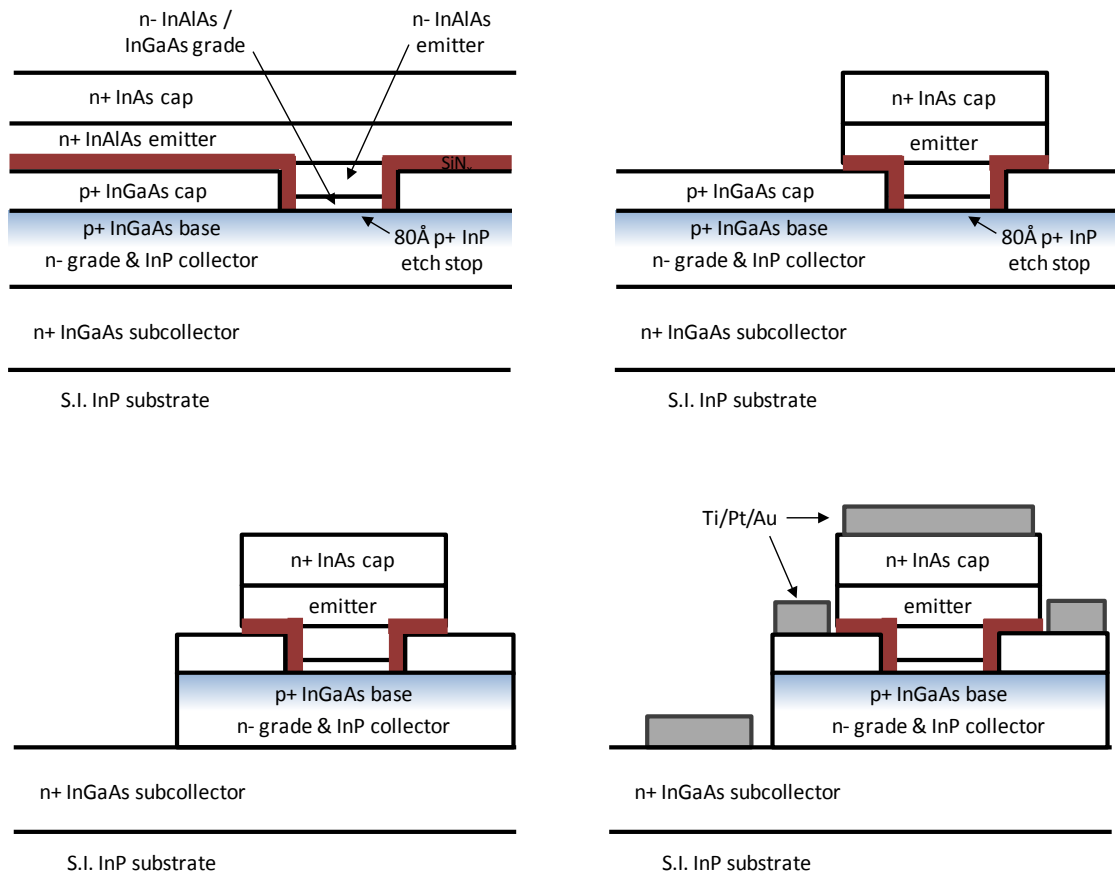 n- InAlAs /
InGaAs grade
n- InAlAs
emitter
n+ InAs cap
n+ InAlAs emitter
SiNₓ
p+ InGaAs cap
p+ InGaAs base
80Å p+ InP
etch stop
n- grade & InP collector
n+ InGaAs subcollector
S.I. InP substrate
n+ InAs cap
emitter
p+ InGaAs cap
p+ InGaAs base
80Å p+ InP
etch stop
n- grade & InP collector
n+ InGaAs subcollector
S.I. InP substrate
n+ InAs cap
emitter
p+ InGaAs base
n- grade & InP collector
n+ InGaAs subcollector
S.I. InP substrate
Ti/Pt/Au
n+ InAs cap
emitter
p+ InGaAs base
n- grade & InP collector
n+ InGaAs subcollector
S.I. InP substrate